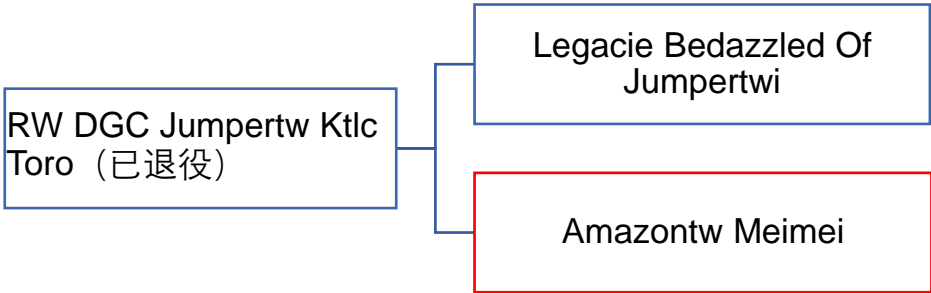 Legacie Bedazzled Of
Jumpertwi
RW DGC Jumpertw Ktlc
Toro（已退役）
Amazontw Meimei